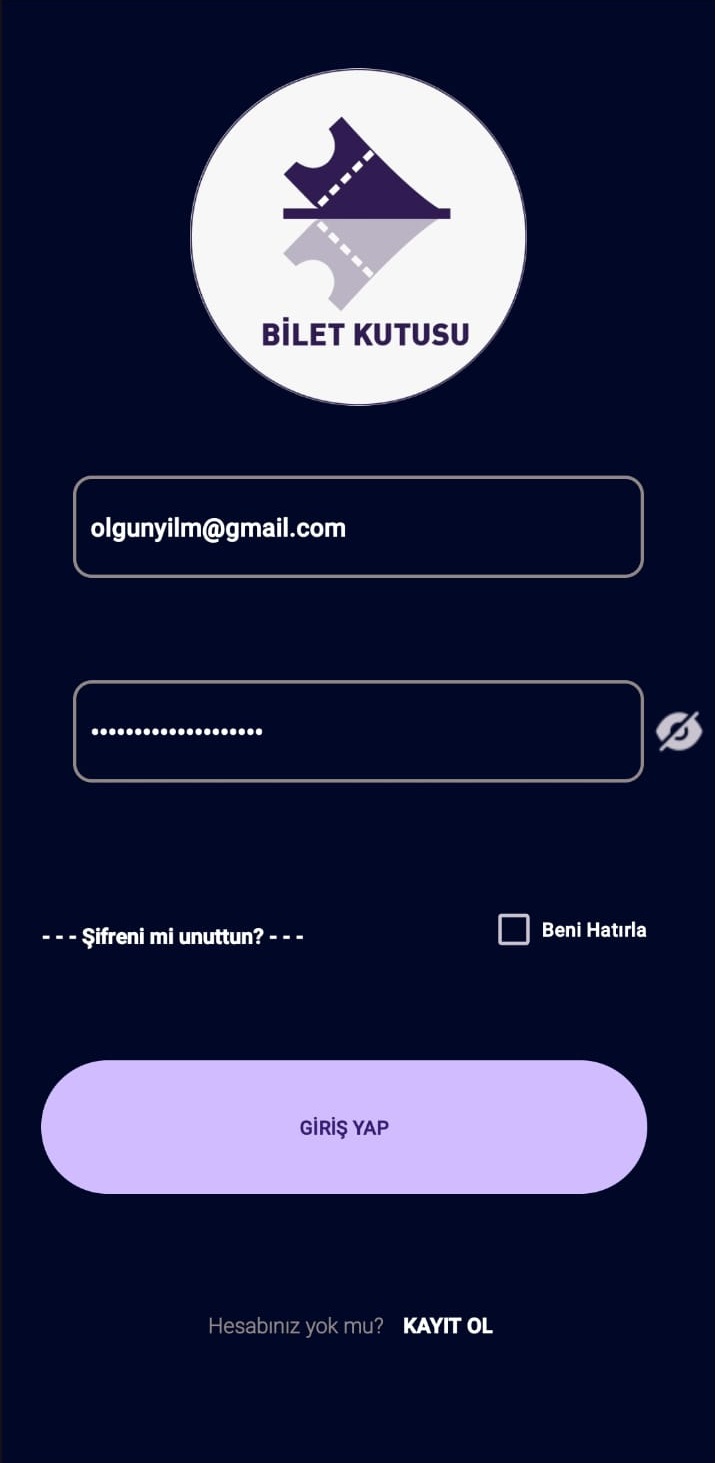 BİLET KUTUSU
olgunyilm@gmail.com
••••••••••••••••••••
- - - Şifreni mi unuttun? - - -
Beni Hatırla
GİRİŞ YAP
Hesabınız yok mu? KAYIT OL